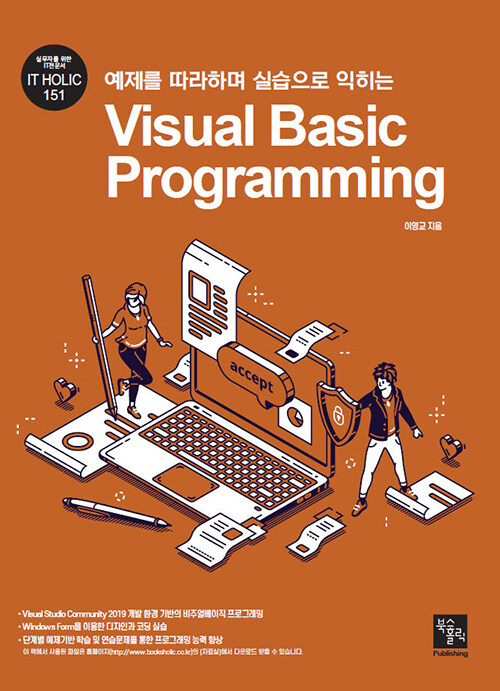 실무자를 위한
IT전문서
IT HOLIC
151
예제를 따라하며 실습으로 익히는
Visual Basic
Programming
이영교 지음
accept
• Visual Studio Community 2019 개발 환경 기반의 비주얼베이직 프로그래밍
• Windows Form을 이용한 디자인과 코딩 실습
• 단계별 예제기반 학습 및 연습문제를 통한 프로그래밍 능력 향상
이 책에서 사용된 파일은 홈페이지(http://www.booksholic.co.kr)의 [자료실]에서 다운로드 받을 수 있습니다.
북스
홀릭
Publishing